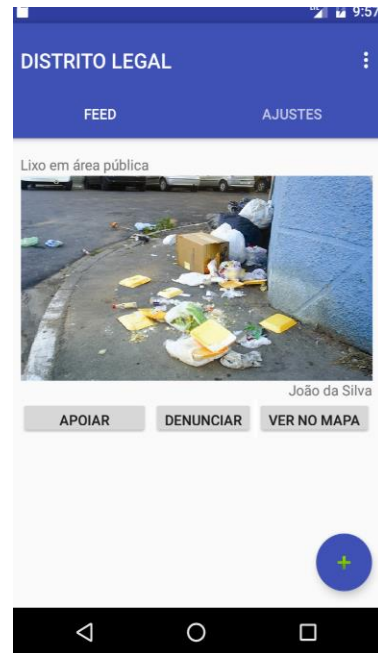 9:57
DISTRITO LEGAL
FEED AJUSTES
Lixo em área pública
João da Silva
APOIAR DENUNCIAR VER NO MAPA
+